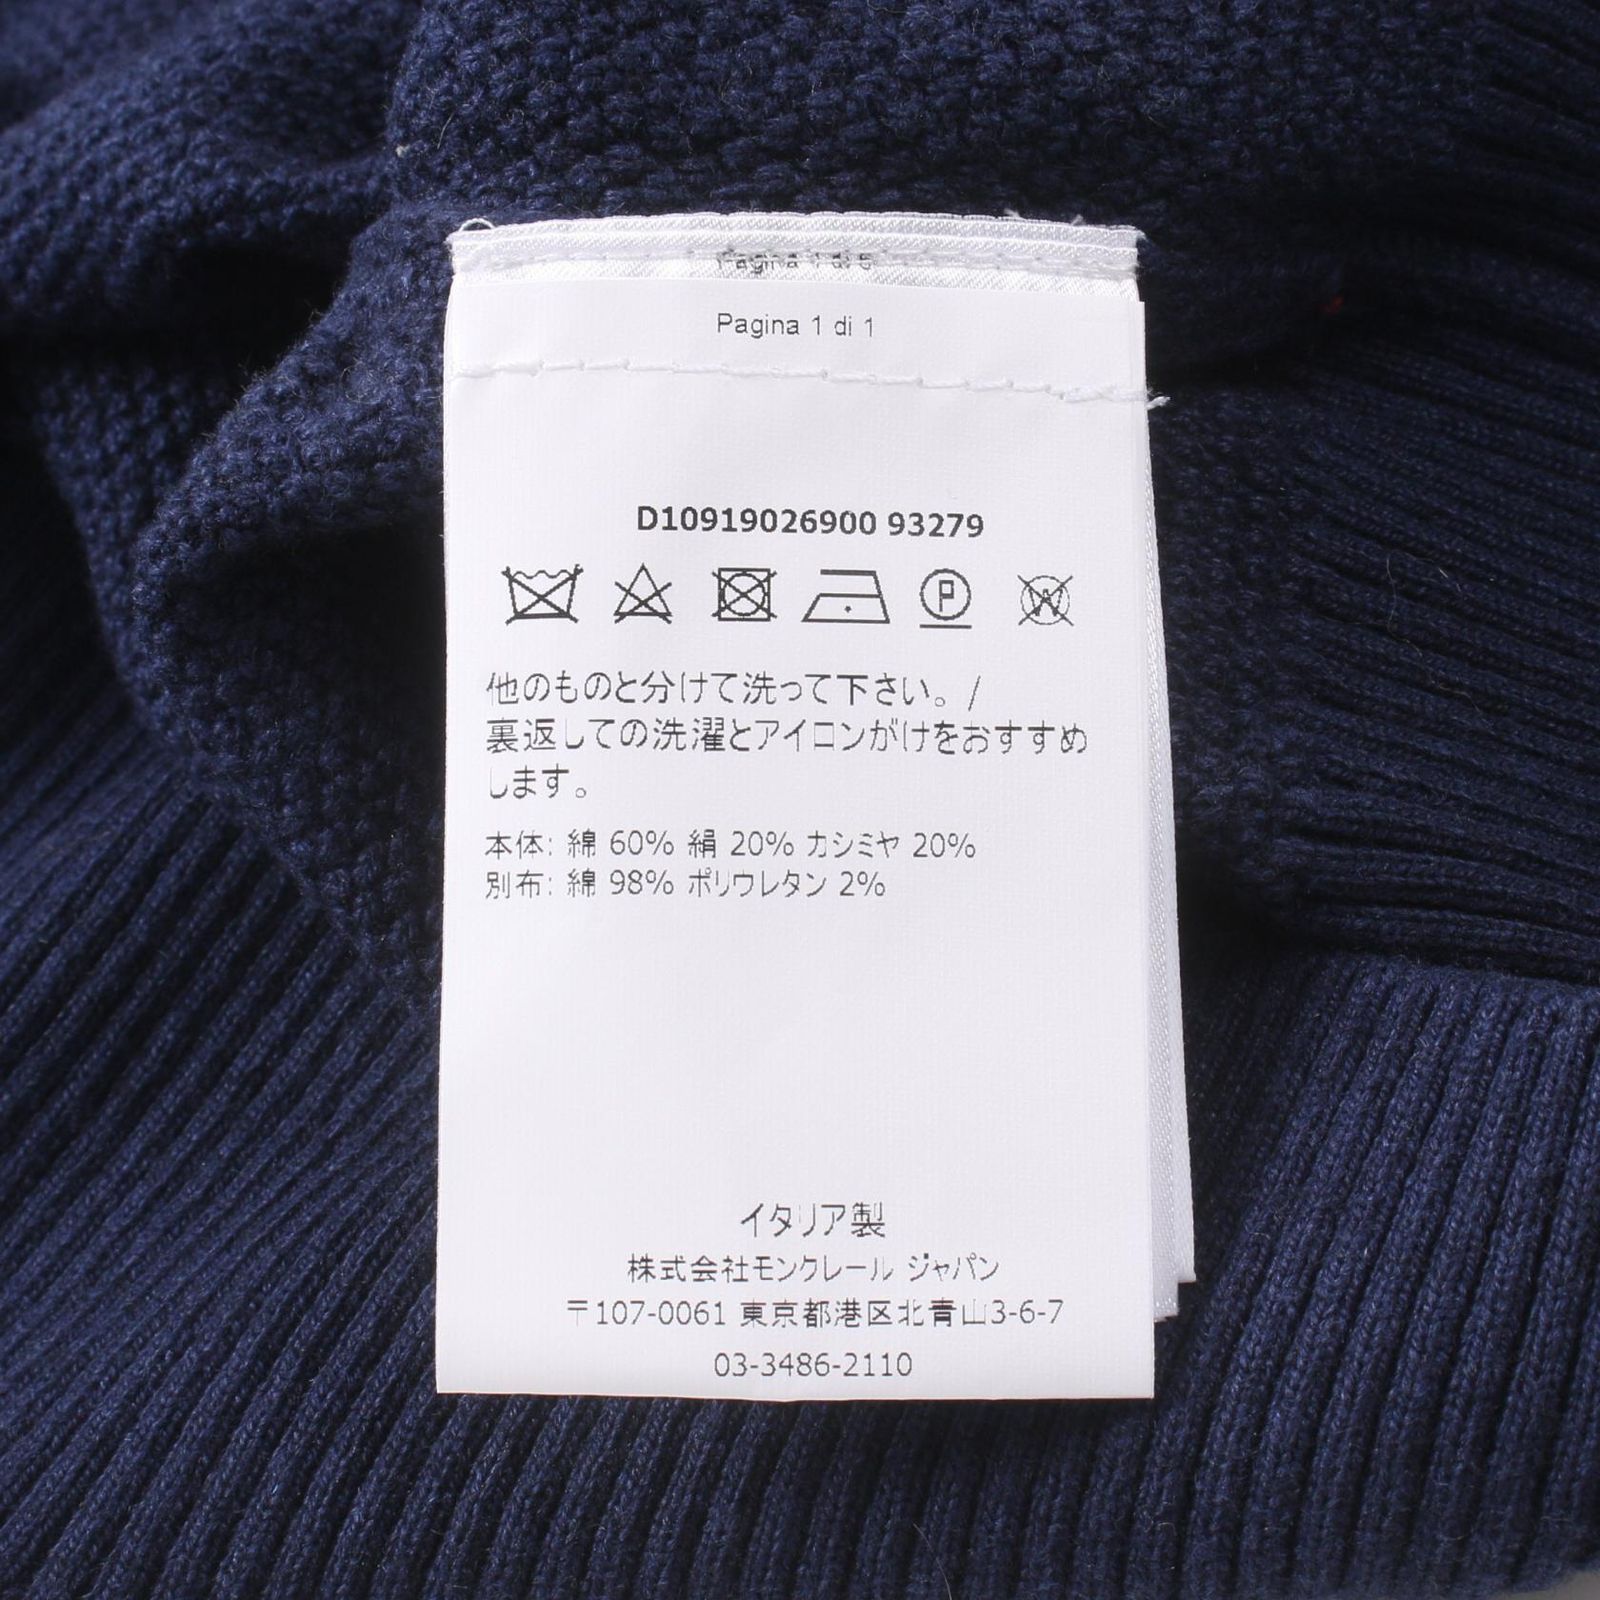 Pagina 1 di 1
D10919026900 93279
他のものと分けて洗って下さい。/
裏返しての洗濯とアイロンがけをおすすめ
します。
本体: 綿 60% 絹 20% カシミヤ 20%
別布: 綿 98% ポリウレタン 2%
イタリア製
株式会社モンクレール ジャパン
〒107-0061 東京都港区北青山3-6-7
03-3486-2110